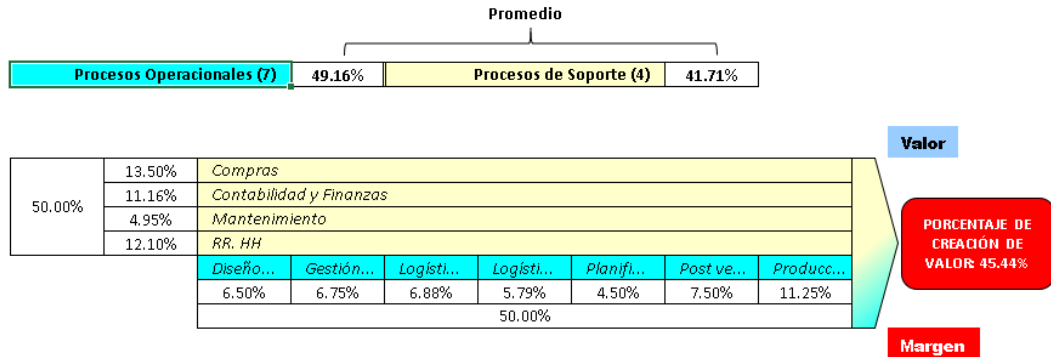 Promedio
Procesos Operacionales (7) 49.16% Procesos de Soporte (4) 41.71%
Valor
50.00%
13.50% Compras
11.16% Contabilidad y Finanzas
4.95% Mantenimiento
12.10% RR. HH
PORCENTAJE DE
CREACIÓN DE
VALOR: 45.44%
Diseño... Gestión... Logísti... Logísti... Planifi... Post ve... Producc...
6.50% 6.75% 6.88% 5.79% 4.50% 7.50% 11.25%
50.00%
Margen